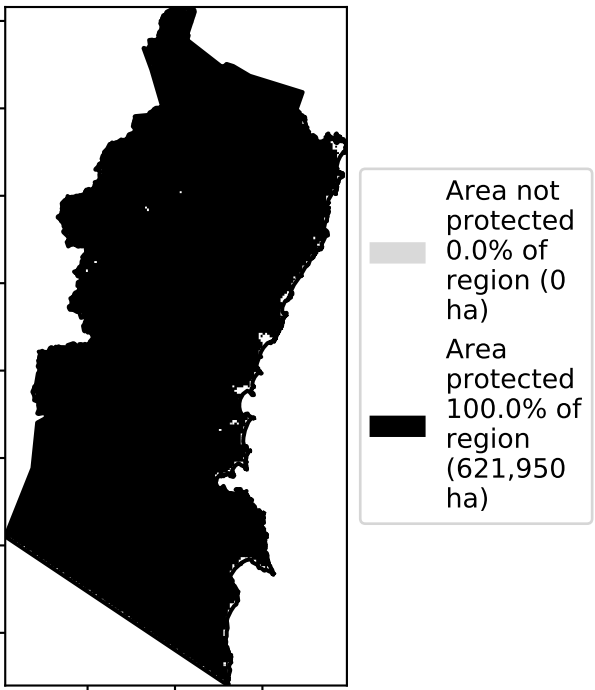 Area not
protected
0.0% of
region (0
ha)
Area
protected
100.0% of
region
(621,950
ha)